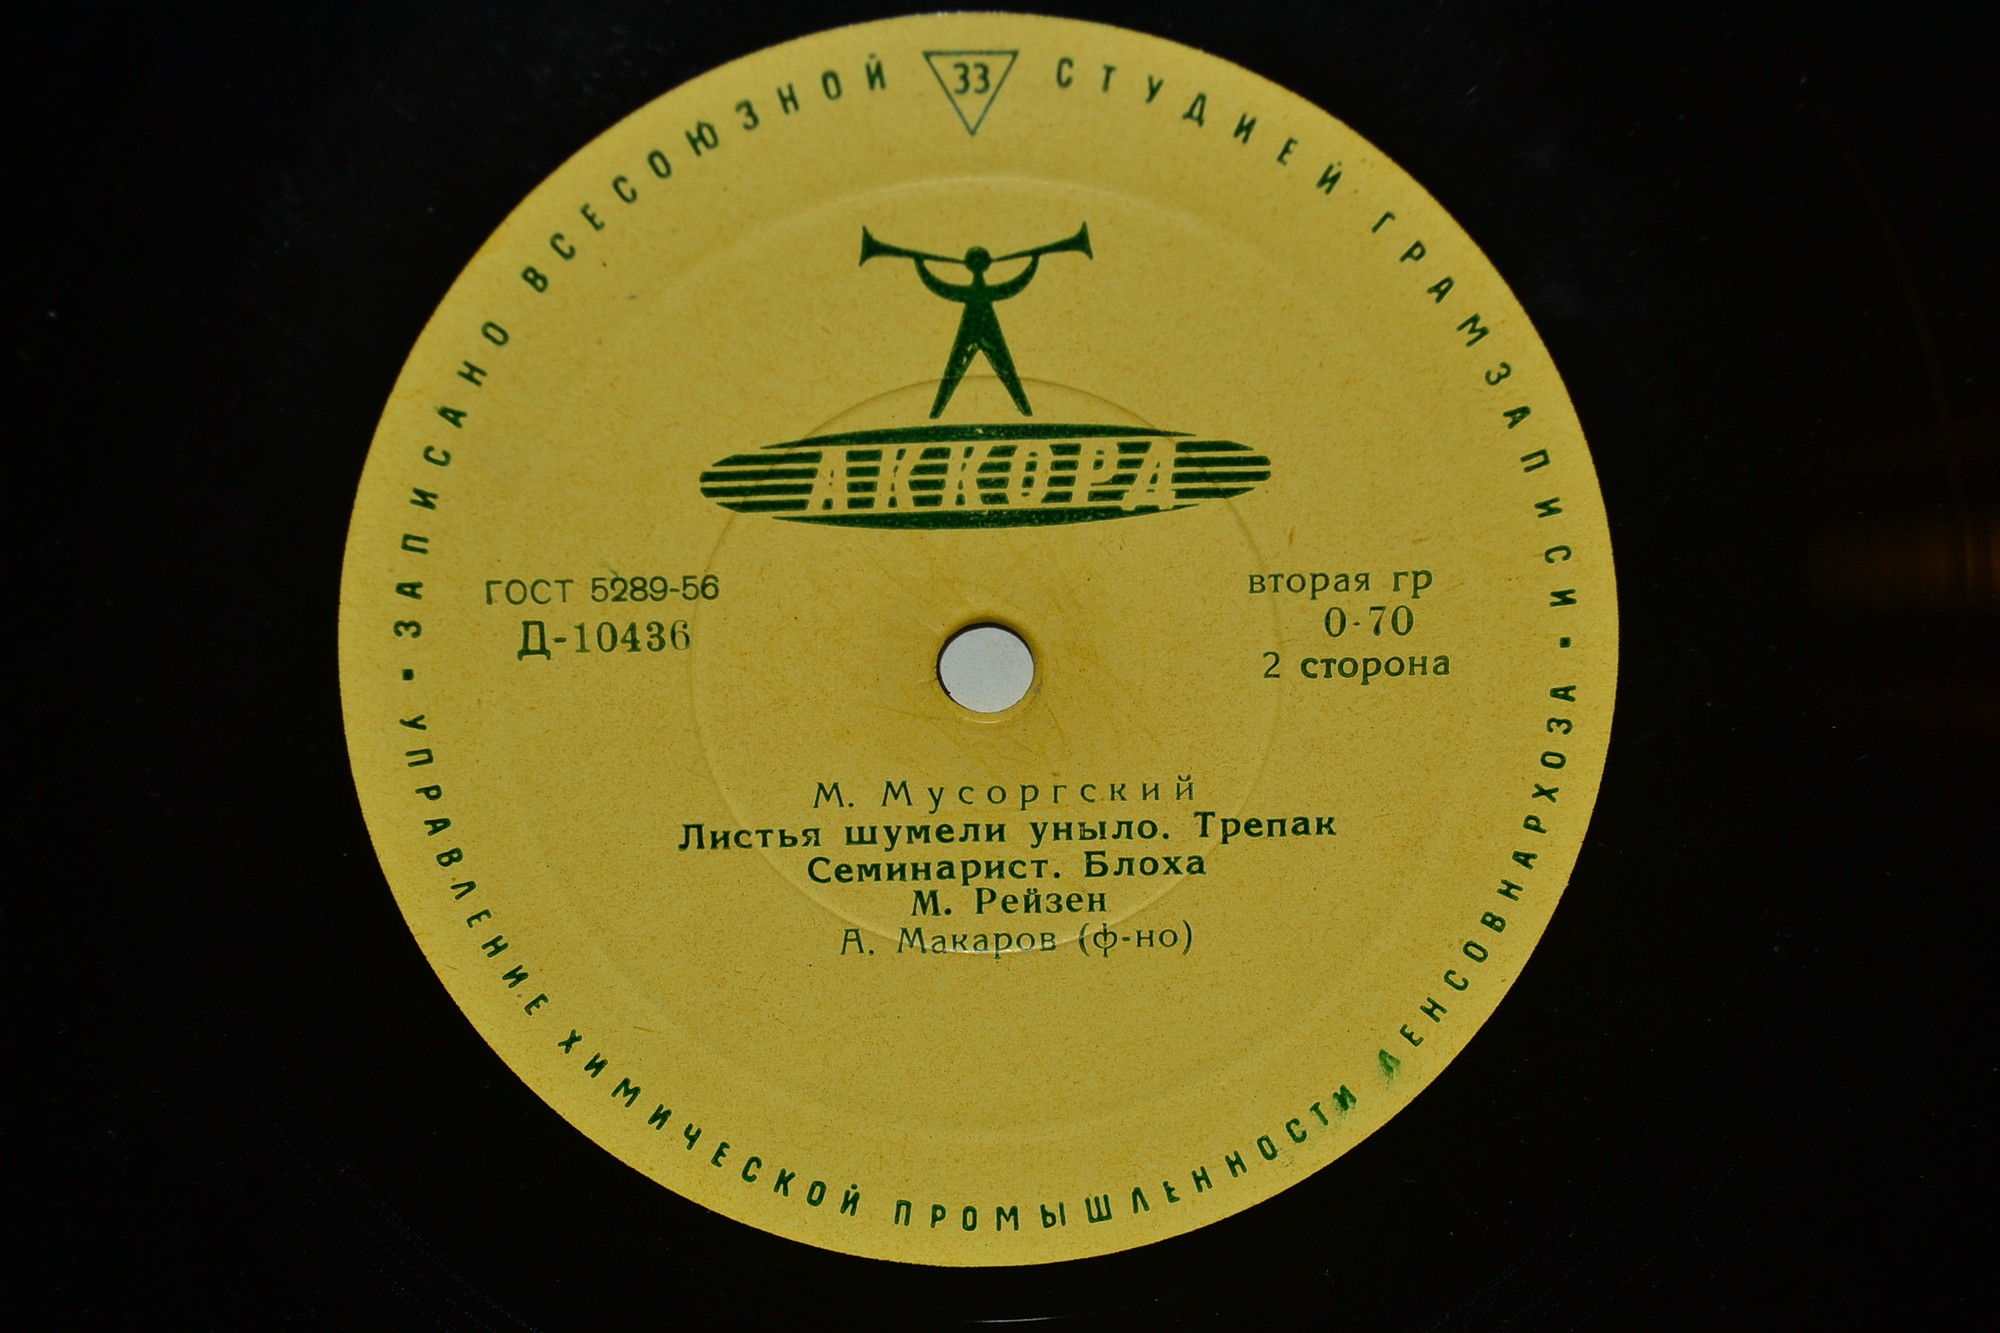 ЗАПИСАНО ВСЕСОЮЗНОЙ СТУДИЕЙ ГРАМЗАПИСИ
33
АККОРД
ГОСТ 5289-56
Д-10436
вторая гр
0-70
2 сторона
М. Мусоргский
Листья шумели уныло. Трепак
Семинарист. Блоха
М. Рейзен
А. Макаров (ф-но)
УПРАВЛЕНИЕ ХИМИЧЕСКОЙ ПРОМЫШЛЕННОСТИ ЛЕНСОВНАРХОЗА